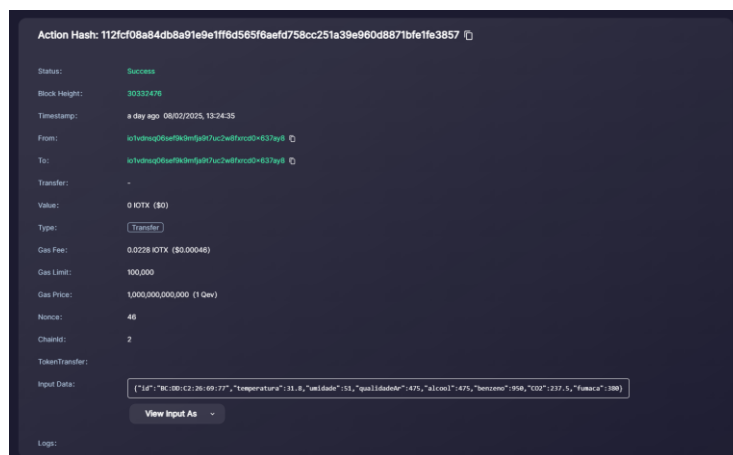 Action Hash: 112fcf08a84db8a91e9e1ff6d565f6aefd758cc251a39e960d8871bfe1fe3857
Status: Success
Block Height: 30332476
Timestamp: a day ago 08/02/2025, 13:24:35
From: io1vdnsq06sef9k9mfja9t7uc2w8fxrcd0x637ay8
To: io1vdnsq06sef9k9mfja9t7uc2w8fxrcd0x637ay8
Transfer: -
Value: 0 IOTX ($0)
Type: Transfer
Gas Fee: 0.0228 IOTX ($0.00046)
Gas Limit: 100,000
Gas Price: 1,000,000,000,000 (1 Qev)
Nonce: 46
ChainId: 2
TokenTransfer:
Input Data: {"id":"BC:DD:C2:26:69:77","temperatura":31.8,"umidade":51,"qualidadeAr":475,"alcool":475,"benzeno":950,"CO2":237.5,"fumaca":380}
View Input As
Logs: